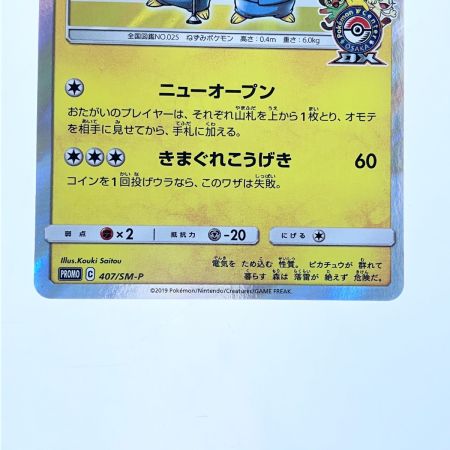 全国図鑑NO.025 ねずみポケモン 高さ:0.4m 重さ:6.0kg
Pokémon Center
OSAKA
DX
ニューオープン
おたがいのプレイヤーは、それぞれ山札を上から1枚とり、オモテ
を相手に見せてから、手札に加える。
きまぐれこうげき 60
コインを1回投げウラなら、このワザは失敗。
弱点 ×2 抵抗力 -20 にげる
Illus.Kouki Saitou
PROMO C 407/SM-P
電気を ため込む 性質。ピカチュウが 群れて
暮らす 森は 落雷が 絶えず 危険だ。
©2019 Pokémon/Nintendo/Creatures/GAME FREAK.